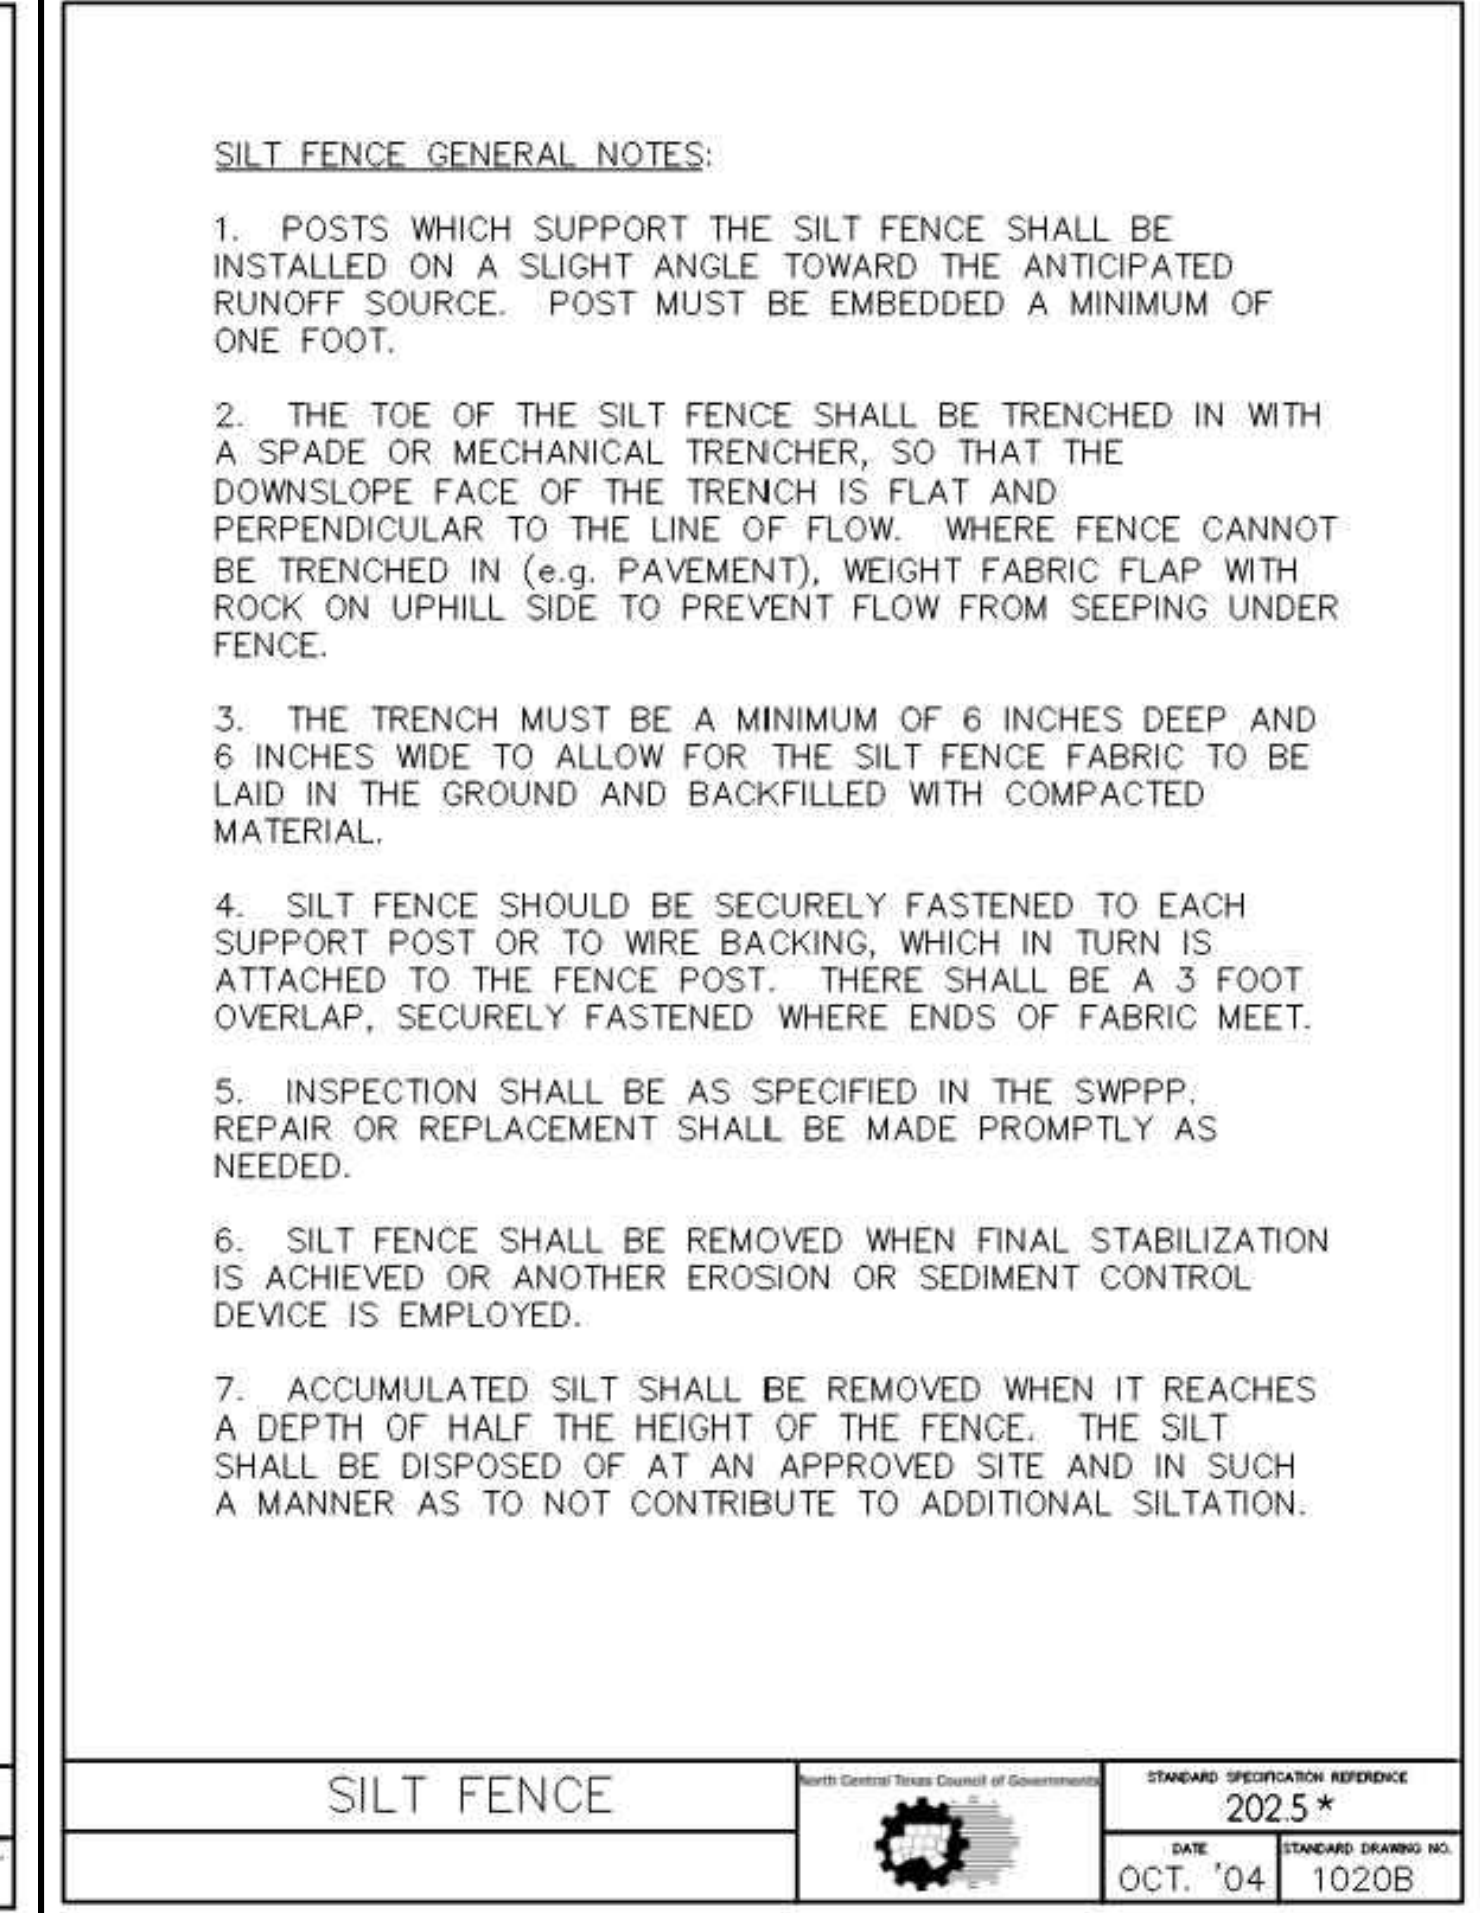 SILT FENCE GENERAL NOTES:
1. POSTS WHICH SUPPORT THE SILT FENCE SHALL BE
INSTALLED ON A SLIGHT ANGLE TOWARD THE ANTICIPATED
RUNOFF SOURCE. POST MUST BE EMBEDDED A MINIMUM OF
ONE FOOT.
2. THE TOE OF THE SILT FENCE SHALL BE TRENCHED IN WITH
A SPADE OR MECHANICAL TRENCHER, SO THAT THE
DOWNSLOPE FACE OF THE TRENCH IS FLAT AND
PERPENDICULAR TO THE LINE OF FLOW. WHERE FENCE CANNOT
BE TRENCHED IN (e.g. PAVEMENT), WEIGHT FABRIC FLAP WITH
ROCK ON UPHILL SIDE TO PREVENT FLOW FROM SEEPING UNDER
FENCE.
3. THE TRENCH MUST BE A MINIMUM OF 6 INCHES DEEP AND
6 INCHES WIDE TO ALLOW FOR THE SILT FENCE FABRIC TO BE
LAID IN THE GROUND AND BACKFILLED WITH COMPACTED
MATERIAL.
4. SILT FENCE SHOULD BE SECURELY FASTENED TO EACH
SUPPORT POST OR TO WIRE BACKING, WHICH IN TURN IS
ATTACHED TO THE FENCE POST. THERE SHALL BE A 3 FOOT
OVERLAP, SECURELY FASTENED WHERE ENDS OF FABRIC MEET.
5. INSPECTION SHALL BE AS SPECIFIED IN THE SWPPP.
REPAIR OR REPLACEMENT SHALL BE MADE PROMPTLY AS
NEEDED.
6. SILT FENCE SHALL BE REMOVED WHEN FINAL STABILIZATION
IS ACHIEVED OR ANOTHER EROSION OR SEDIMENT CONTROL
DEVICE IS EMPLOYED.
7. ACCUMULATED SILT SHALL BE REMOVED WHEN IT REACHES
A DEPTH OF HALF THE HEIGHT OF THE FENCE. THE SILT
SHALL BE DISPOSED OF AT AN APPROVED SITE AND IN SUCH
A MANNER AS TO NOT CONTRIBUTE TO ADDITIONAL SILTATION.
SILT FENCE
North Central Texas Council of Governments
STANDARD SPECIFICATION REFERENCE
202.5 *
DATE
OCT. '04
STANDARD DRAWING NO.
1020B